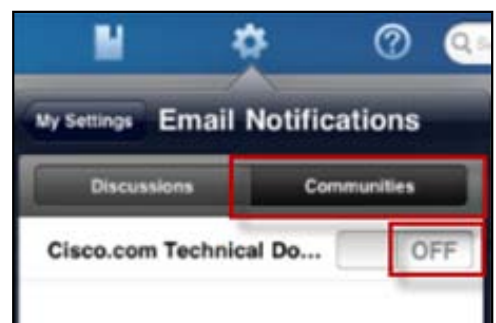 My Settings Email Notifications
Discussions Communities
Cisco.com Technical Do... OFF